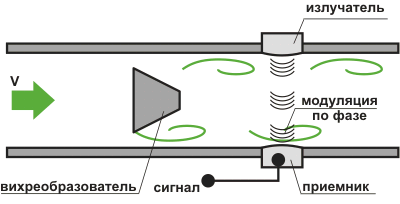 излучатель
V
модуляция
по фазе
вихреобразователь
сигнал
приемник